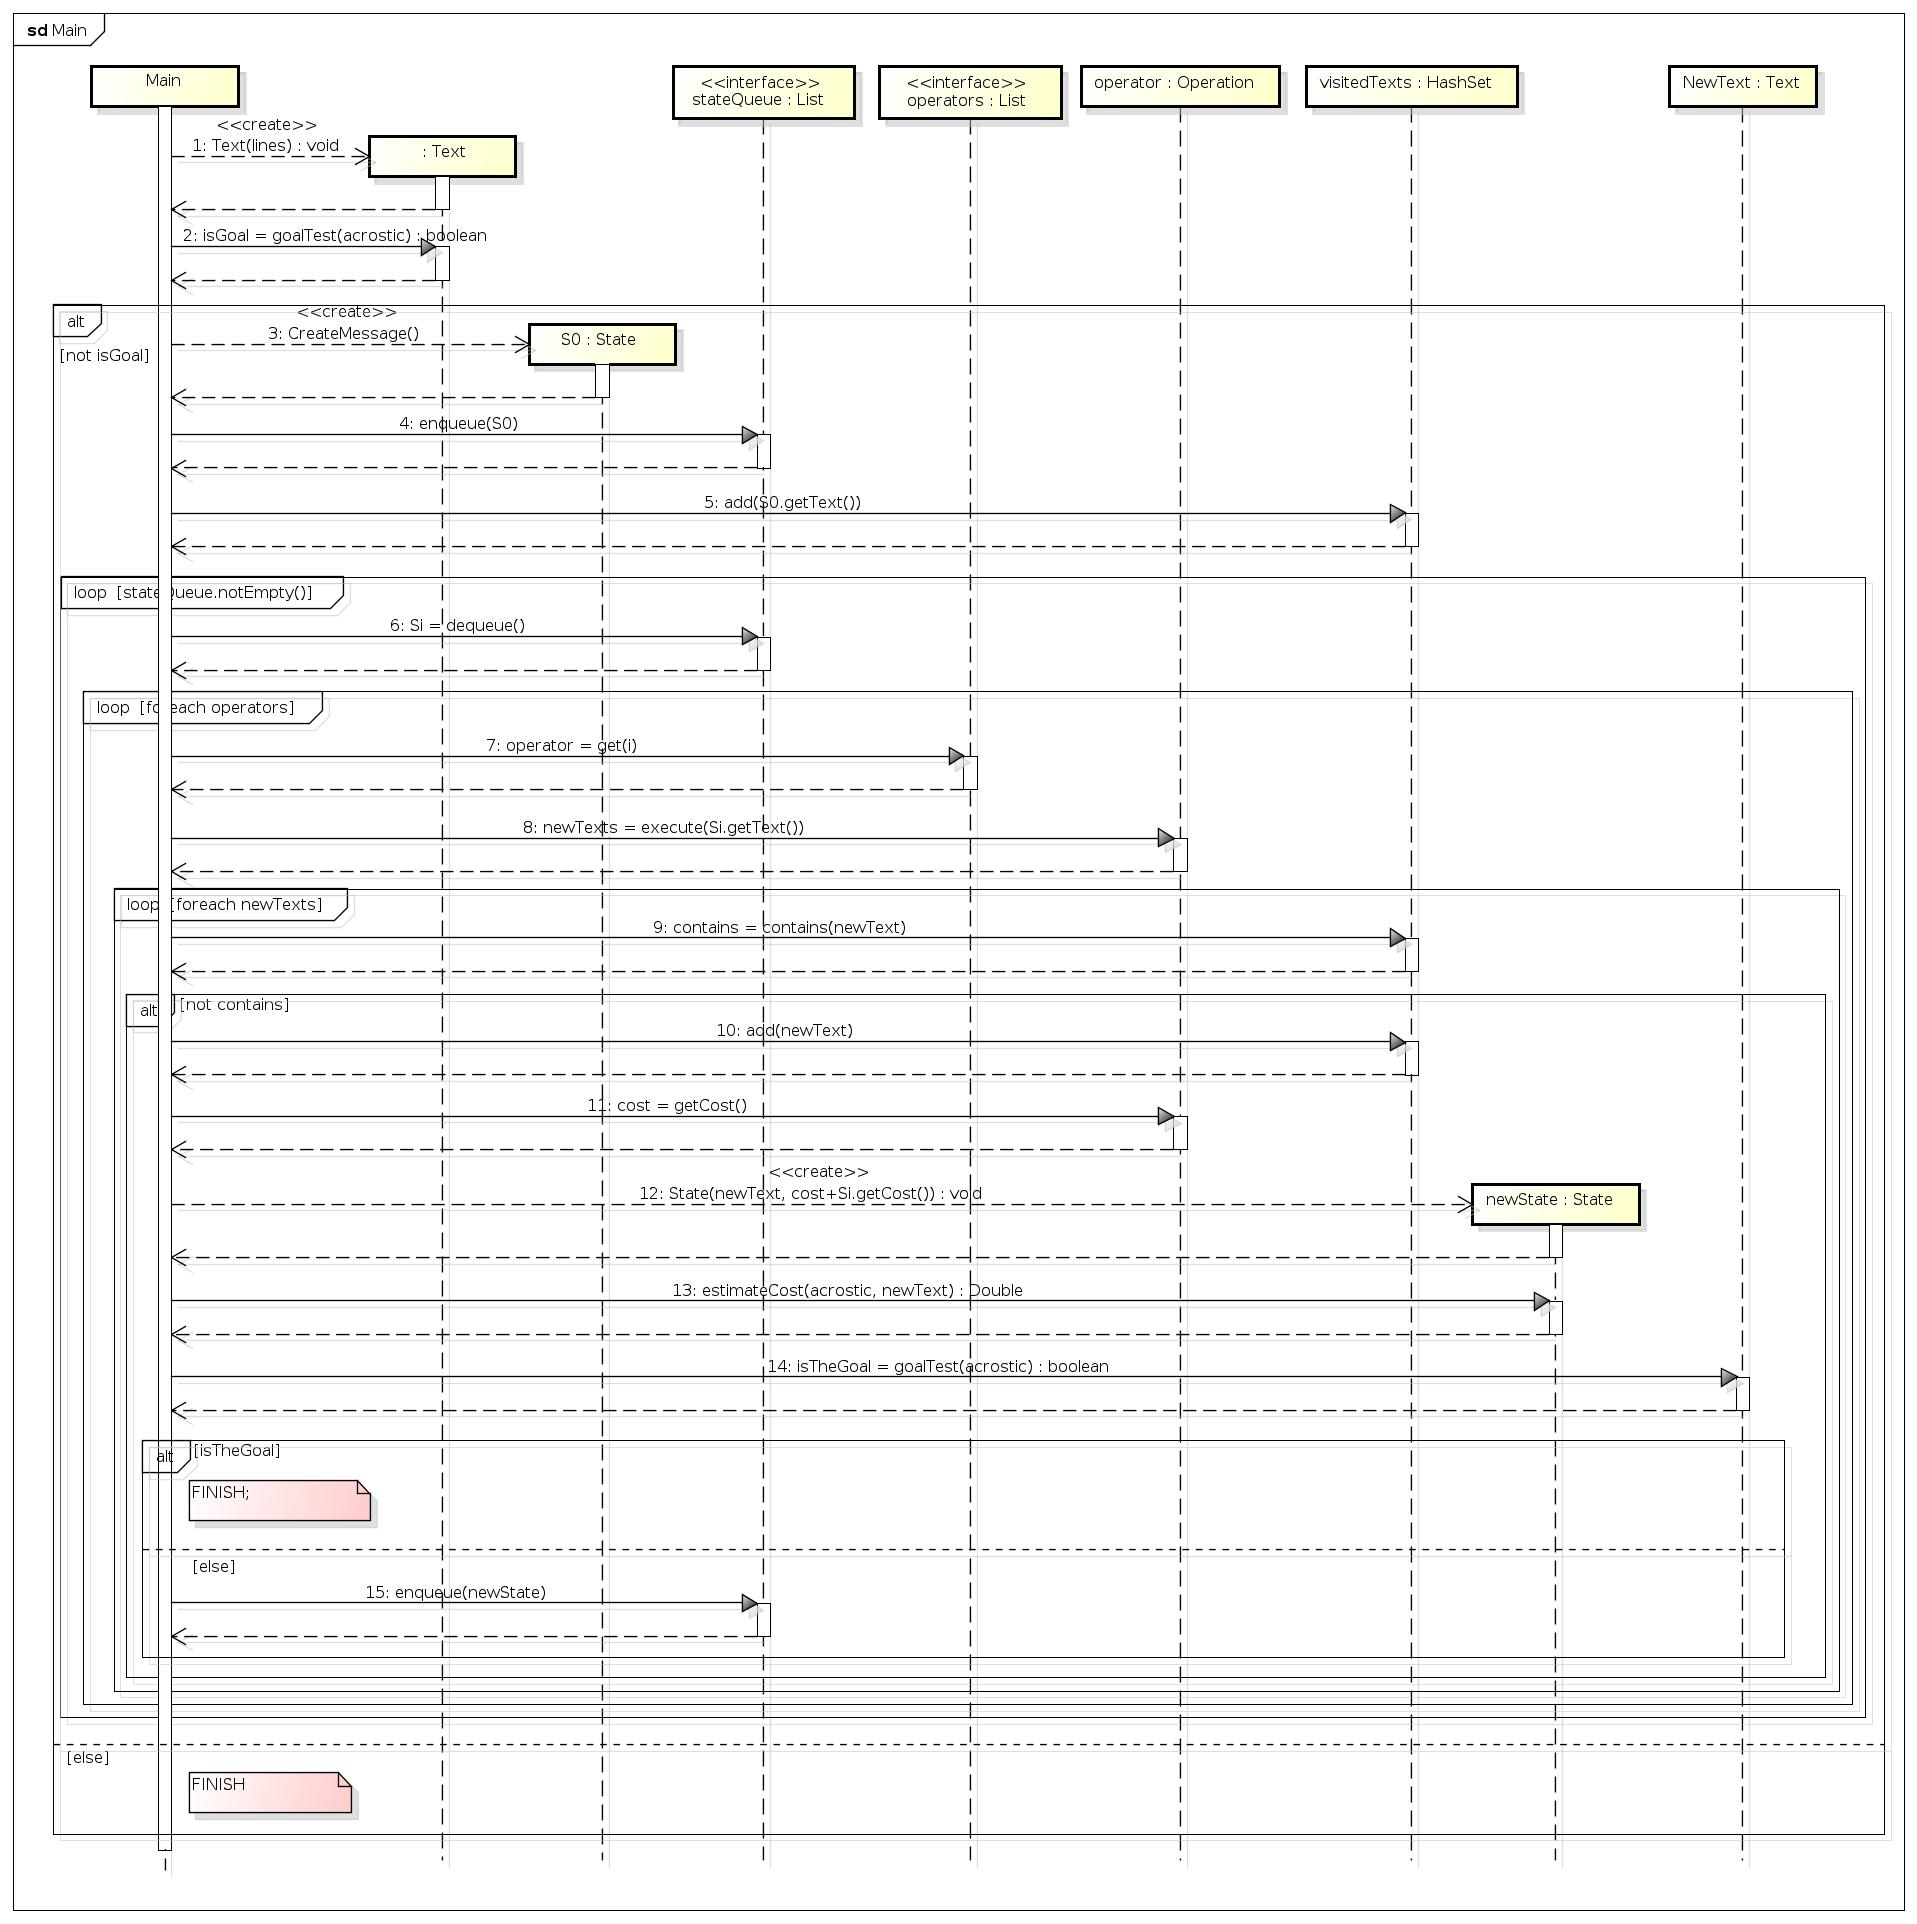 sd Main
Main
<<interface>>
stateQueue : List
<<interface>>
operators : List
operator : Operation
visitedTexts : HashSet
NewText : Text
<<create>>
1: Text(lines) : void
: Text
2: isGoal = goalTest(acrostic) : boolean
alt
[not isGoal]
<<create>>
3: CreateMessage()
S0 : State
4: enqueue(S0)
5: add(S0.getText())
loop [stateQueue.notEmpty()]
6: Si = dequeue()
loop [foreach operators]
7: operator = get(i)
8: newTexts = execute(Si.getText())
loop [foreach newTexts]
9: contains = contains(newText)
alt [not contains]
10: add(newText)
11: cost = getCost()
<<create>>
12: State(newText, cost+Si.getCost()) : void
newState : State
13: estimateCost(acrostic, newText) : Double
14: isTheGoal = goalTest(acrostic) : boolean
alt [isTheGoal]
FINISH;
[else]
15: enqueue(newState)
[else]
FINISH